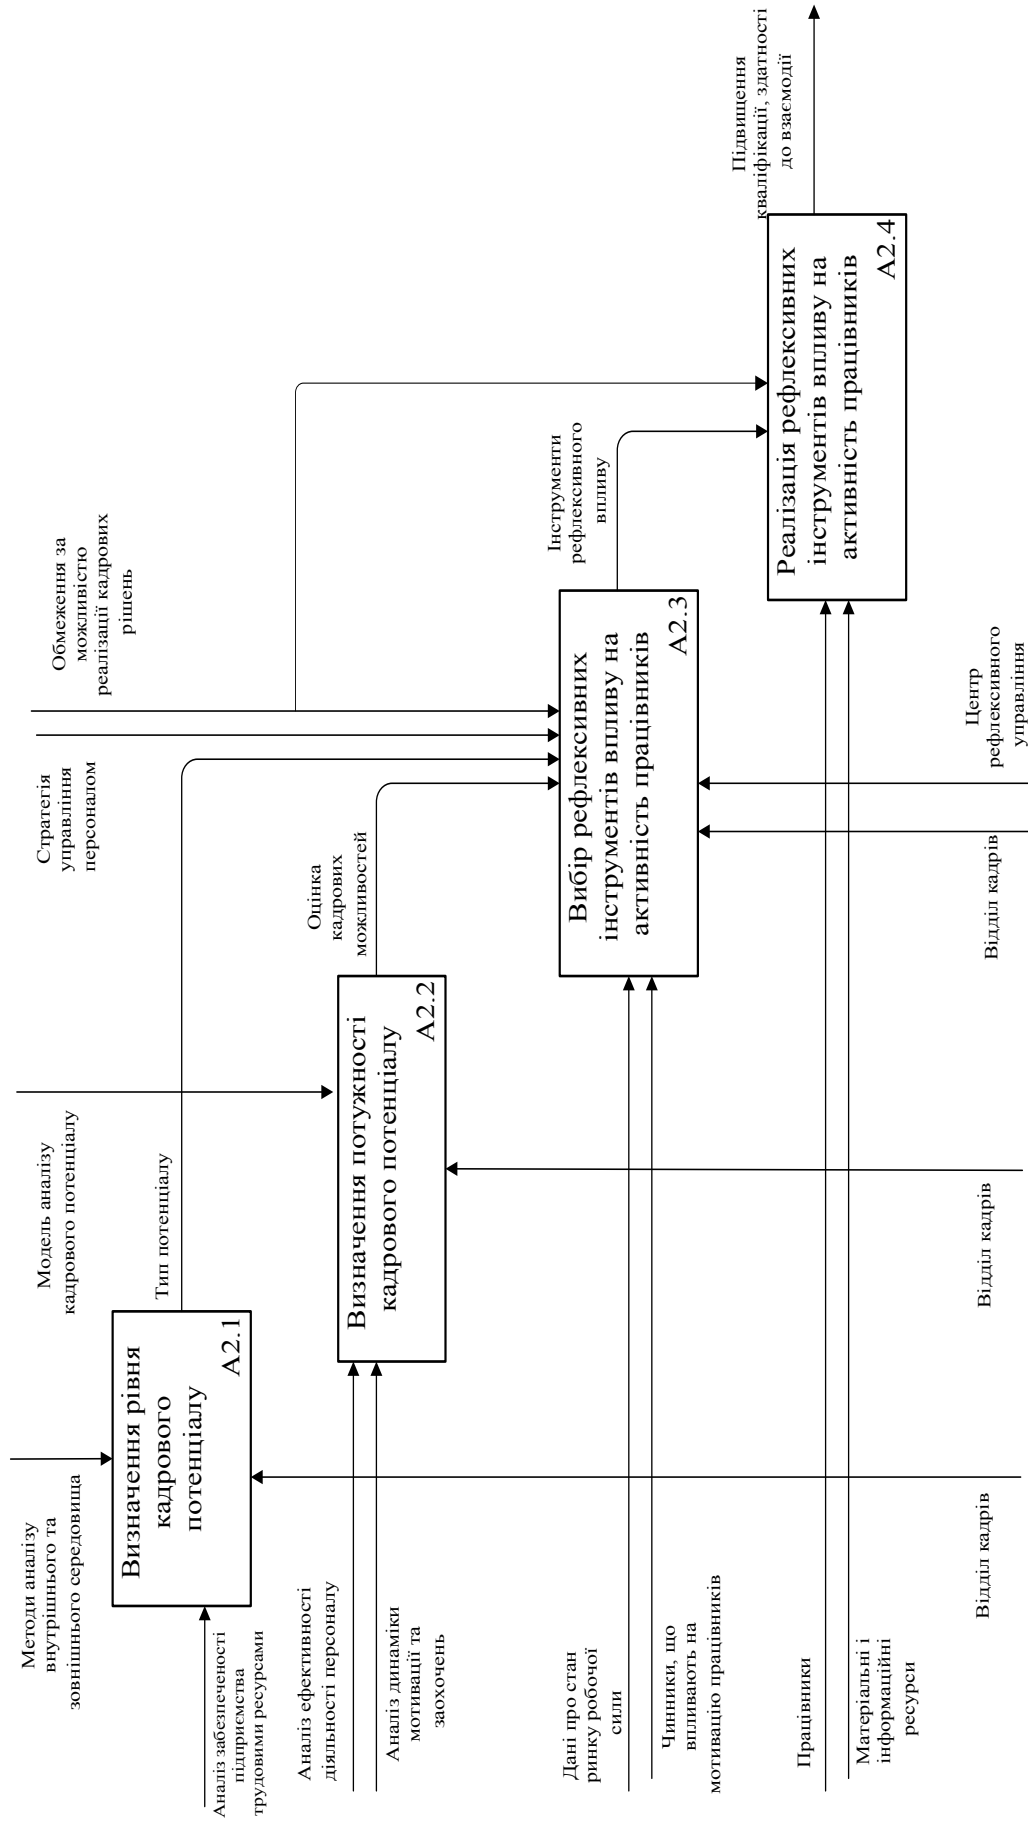 Методи аналізу
внутрішнього та
зовнішнього середовища
Модель аналізу
кадрового потенціалу
Стратегія
управління
персоналом
Обмеження за
можливістю
реалізації кадрових
рішень
Визначення рівня
кадрового
потенціалу
А2.1
Тип потенціалу
Аналіз забезпеченості
підприємства
трудовими ресурсами
Аналіз ефективності
діяльності персоналу
Аналіз динаміки
мотивації та
заохочень
Визначення потужності
кадрового потенціалу
А2.2
Оцінка
кадрових
можливостей
Дані про стан
ринку робочої
сили
Чинники, що
впливають на
мотивацію працівників
Вибір рефлексивних
інструментів впливу на
активність працівників
А2.3
Інструменти
рефлексивного
впливу
Працівники
Матеріальні і
інформаційні
ресурси
Реалізація рефлексивних
інструментів впливу на
активність працівників
А2.4
Підвищення
кваліфікації, здатності
до взаємодії
Відділ кадрів
Відділ кадрів
Відділ кадрів
Центр
рефлексивного
управління